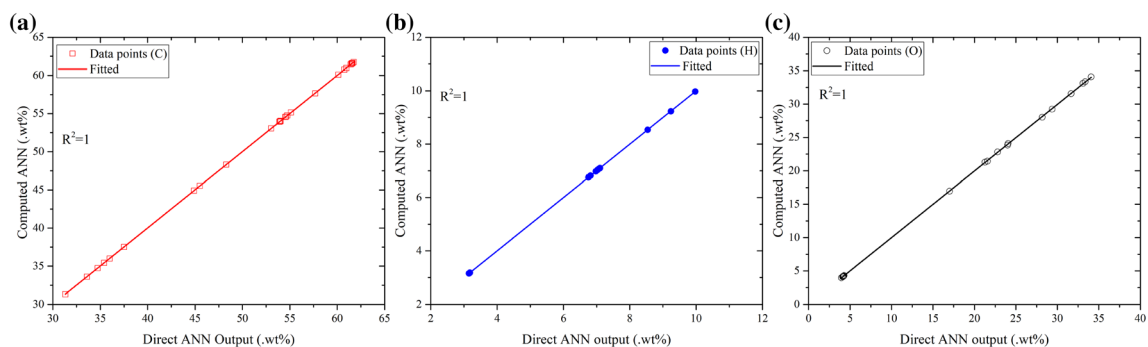 (a)
65
60
55
50
45
40
35
30
Computed ANN (.wt%)
Data points (C)
Fitted
R²=1
30
35
40
45
50
55
60
65
Direct ANN Output (.wt%)
(b)
12
10
8
6
4
2
Computed ANN (.wt%)
Data points (H)
Fitted
R²=1
2
4
6
8
10
12
Direct ANN output (.wt%)
(c)
40
35
30
25
20
15
10
5
0
Computed ANN (.wt%)
Data points (O)
Fitted
R²=1
0
5
10
15
20
25
30
35
40
Direct ANN output (.wt%)